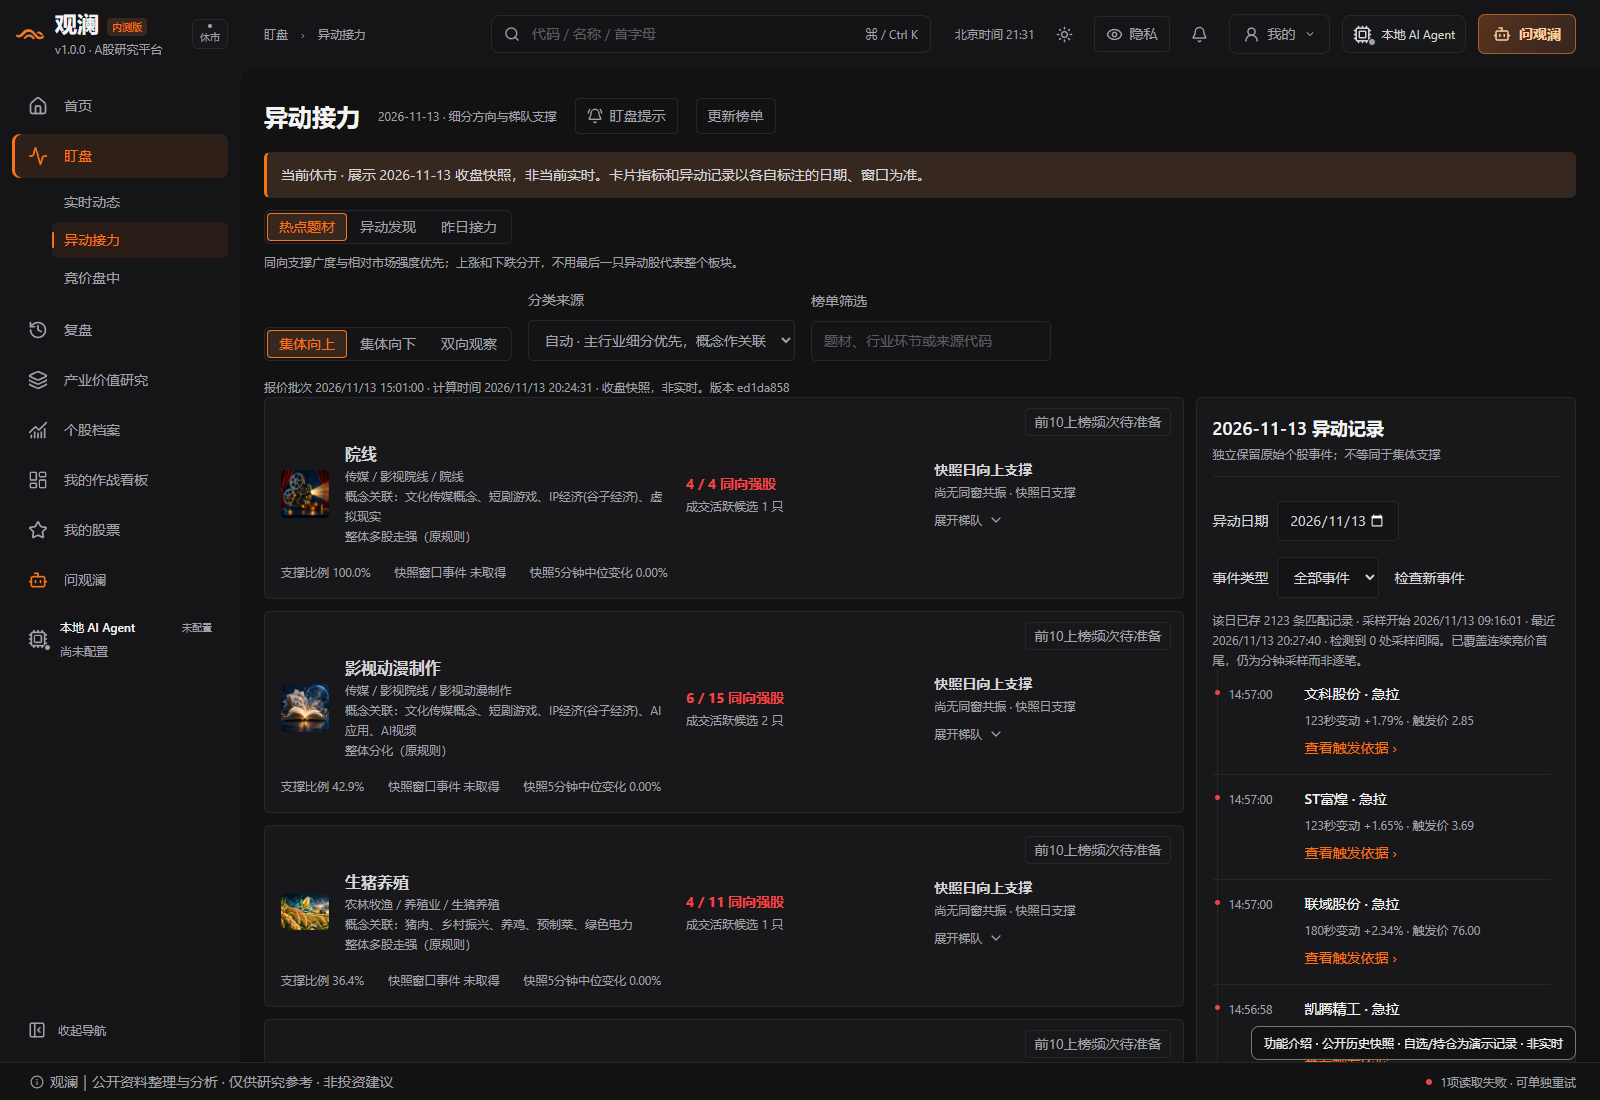 观澜 内测版
v1.0.0 · A股研究平台
休市
盯盘 › 异动接力
代码 / 名称 / 首字母
⌘ / Ctrl K
北京时间 21:31
隐私
我的
本地 AI Agent
问观澜
首页
盯盘
实时动态
异动接力
竞价盘中
复盘
产业价值研究
个股档案
我的作战看板
我的股票
问观澜
本地 AI Agent 未配置
尚未配置
收起导航
异动接力
2026-11-13 · 细分方向与梯队支撑
盯盘提示
更新榜单
当前休市 · 展示 2026-11-13 收盘快照，非当前实时。卡片指标和异动记录以各自标注的日期、窗口为准。
热点题材 异动发现 昨日接力
同向支撑广度与相对市场强度优先；上涨和下跌分开，不用最后一只异动股代表整个板块。
集体向上 集体向下 双向观察
分类来源
自动 · 主行业细分优先，概念作关联
榜单筛选
题材、行业环节或来源代码
报价批次 2026/11/13 15:01:00 · 计算时间 2026/11/13 20:24:31 · 收盘快照，非实时。版本 ed1da858
前10上榜频次待准备
院线
传媒 / 影视院线 / 院线
概念关联：文化传媒概念、短剧游戏、IP经济(谷子经济)、虚
拟现实
整体多股走强（原规则）
4 / 4 同向强股
成交活跃候选 1 只
快照日向上支撑
尚无同窗共振 · 快照日支撑
展开梯队
支撑比例 100.0% 快照窗口事件 未取得 快照5分钟中位变化 0.00%
前10上榜频次待准备
影视动漫制作
传媒 / 影视院线 / 影视动漫制作
概念关联：文化传媒概念、短剧游戏、IP经济(谷子经济)、AI
应用、AI视频
整体分化（原规则）
6 / 15 同向强股
成交活跃候选 2 只
快照日向上支撑
尚无同窗共振 · 快照日支撑
展开梯队
支撑比例 42.9% 快照窗口事件 未取得 快照5分钟中位变化 0.00%
前10上榜频次待准备
生猪养殖
农林牧渔 / 养殖业 / 生猪养殖
概念关联：猪肉、乡村振兴、养鸡、预制菜、绿色电力
整体多股走强（原规则）
4 / 11 同向强股
成交活跃候选 1 只
快照日向上支撑
尚无同窗共振 · 快照日支撑
展开梯队
支撑比例 36.4% 快照窗口事件 未取得 快照5分钟中位变化 0.00%
前10上榜频次待准备
2026-11-13 异动记录
独立保留原始个股事件；不等同于集体支撑
异动日期 2026/11/13
事件类型 全部事件 检查新事件
该日已存 2123 条匹配记录 · 采样开始 2026/11/13 09:16:01 · 最近
2026/11/13 20:27:40 · 检测到 0 处采样间隔。已覆盖连续竞价首
尾，仍为分钟采样而非逐笔。
14:57:00 文科股份 · 急拉
123秒变动 +1.79% · 触发价 2.85
查看触发依据 ›
14:57:00 ST富煌 · 急拉
123秒变动 +1.65% · 触发价 3.69
查看触发依据 ›
14:57:00 联域股份 · 急拉
180秒变动 +2.34% · 触发价 76.00
查看触发依据 ›
14:56:58 凯腾精工 · 急拉
功能介绍 · 公开历史快照 · 自选/持仓为演示记录 · 非实时
观澜 | 公开资料整理与分析 · 仅供研究参考 · 非投资建议
1项读取失败 · 可单独重试